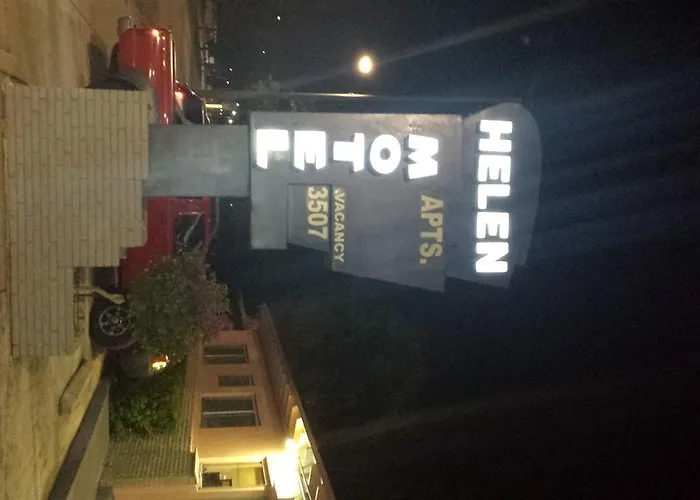 HELEN
MOTEL
APTS.
VACANCY
3507